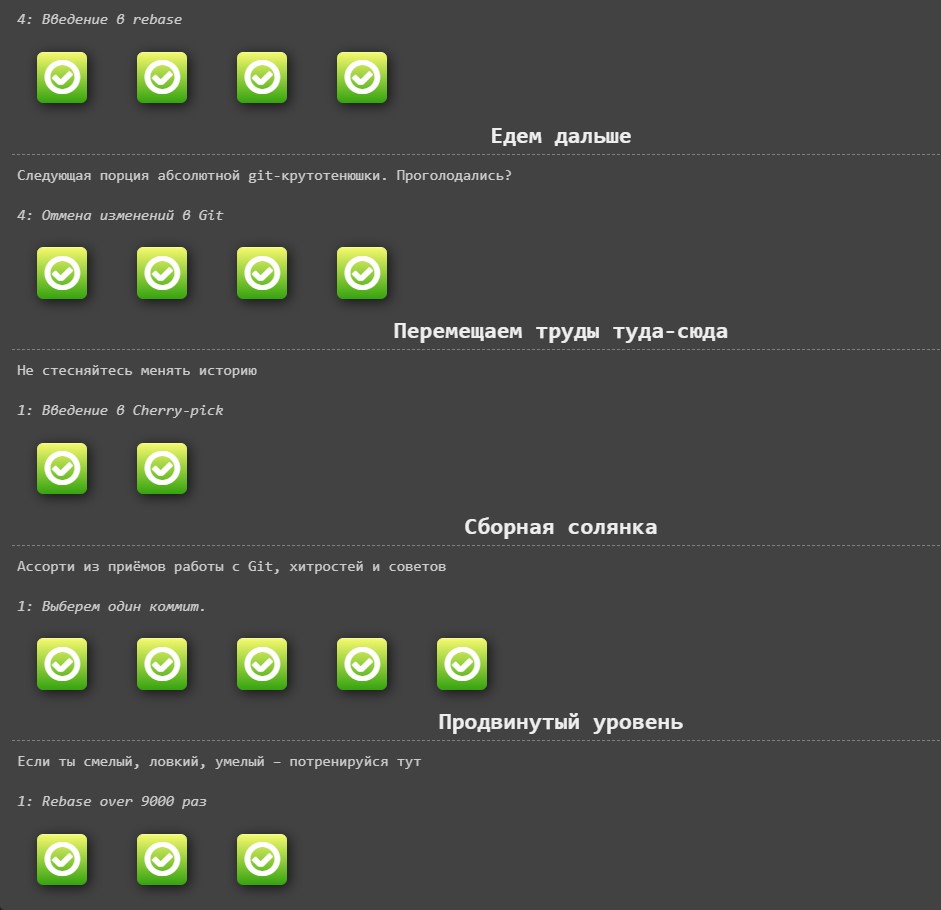 4: Введение в rebase
Едем дальше
Следующая порция абсолютной git-крутотенюшки. Проголодались?
4: Отмена изменений в Git
Перемещаем труды туда-сюда
Не стесняйтесь менять историю
1: Введение в Cherry-pick
Сборная солянка
Ассорти из приёмов работы с Git, хитростей и советов
1: Выберем один коммит.
Продвинутый уровень
Если ты смелый, ловкий, умелый – потренируйся тут
1: Rebase over 9000 раз